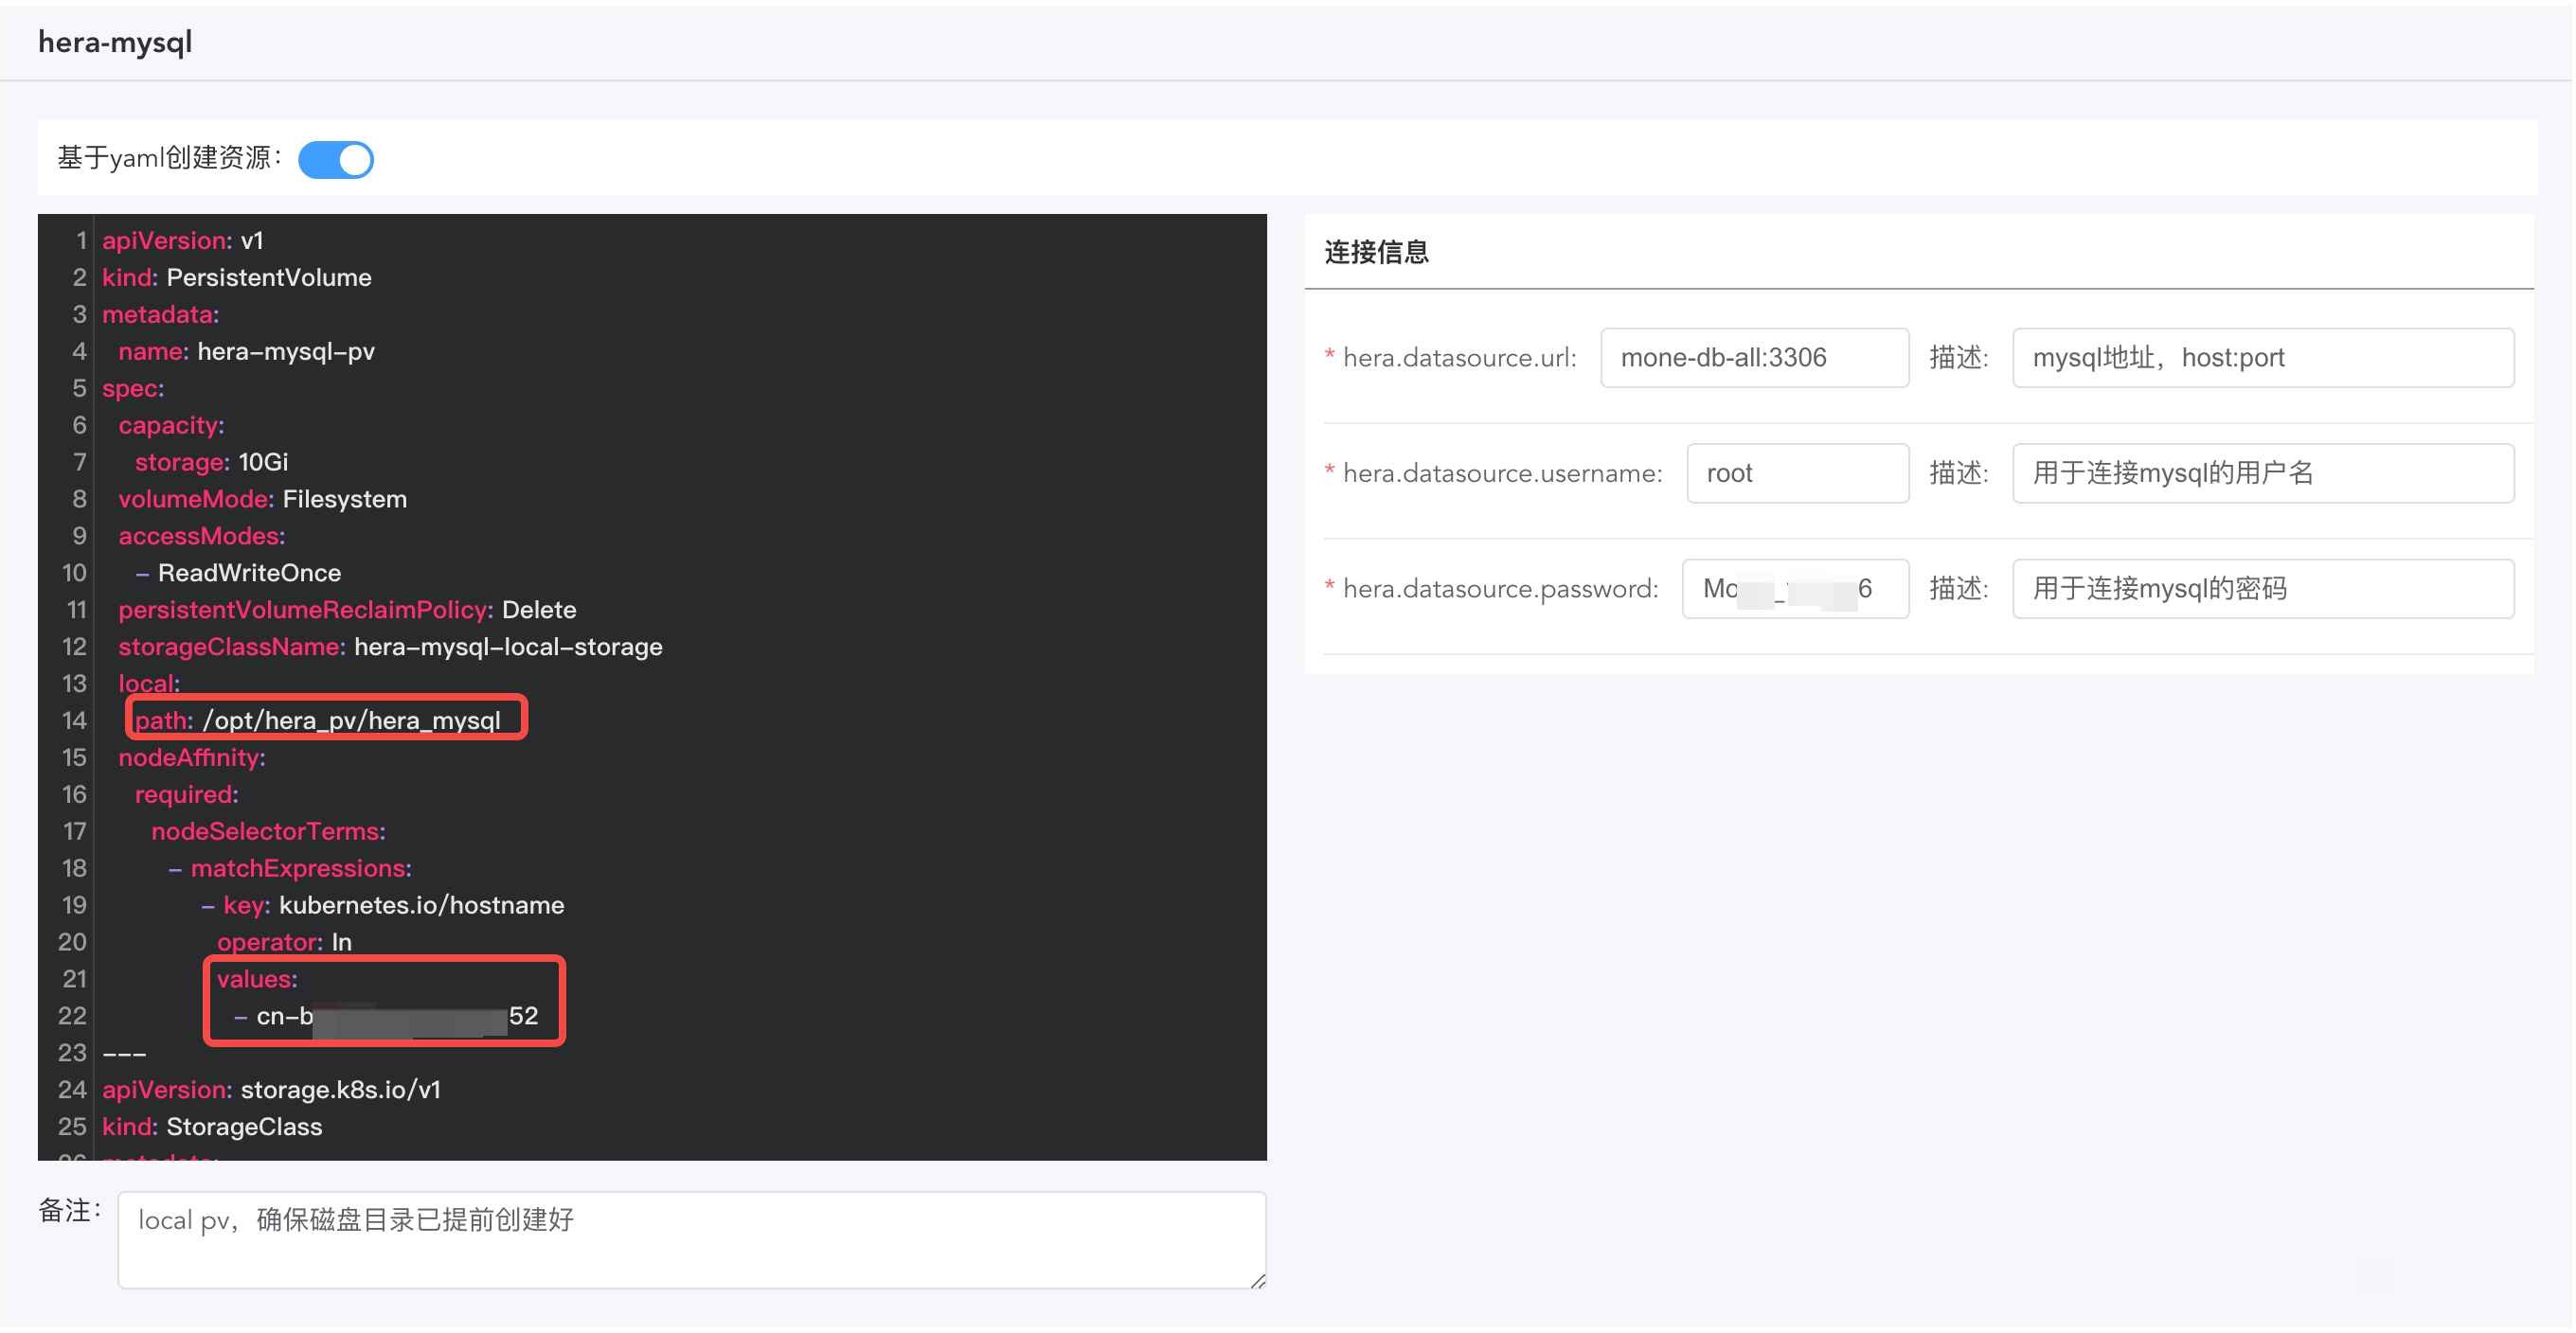 hera-mysql
基于yaml创建资源：
1 apiVersion: v1
2 kind: PersistentVolume
3 metadata:
4 name: hera-mysql-pv
5 spec:
6 capacity:
7 storage: 10Gi
8 volumeMode: Filesystem
9 accessModes:
10 - ReadWriteOnce
11 persistentVolumeReclaimPolicy: Delete
12 storageClassName: hera-mysql-local-storage
13 local:
14 path: /opt/hera_pv/hera_mysql
15 nodeAffinity:
16 required:
17 nodeSelectorTerms:
18 - matchExpressions:
19 - key: kubernetes.io/hostname
20 operator: In
21 values:
22 - cn-b 52
23 ---
24 apiVersion: storage.k8s.io/v1
25 kind: StorageClass
26 metadata:
备注： local pv，确保磁盘目录已提前创建好
连接信息
* hera.datasource.url: mone-db-all:3306 描述: mysql地址，host:port
* hera.datasource.username: root 描述: 用于连接mysql的用户名
* hera.datasource.password: Mo _ 6 描述: 用于连接mysql的密码